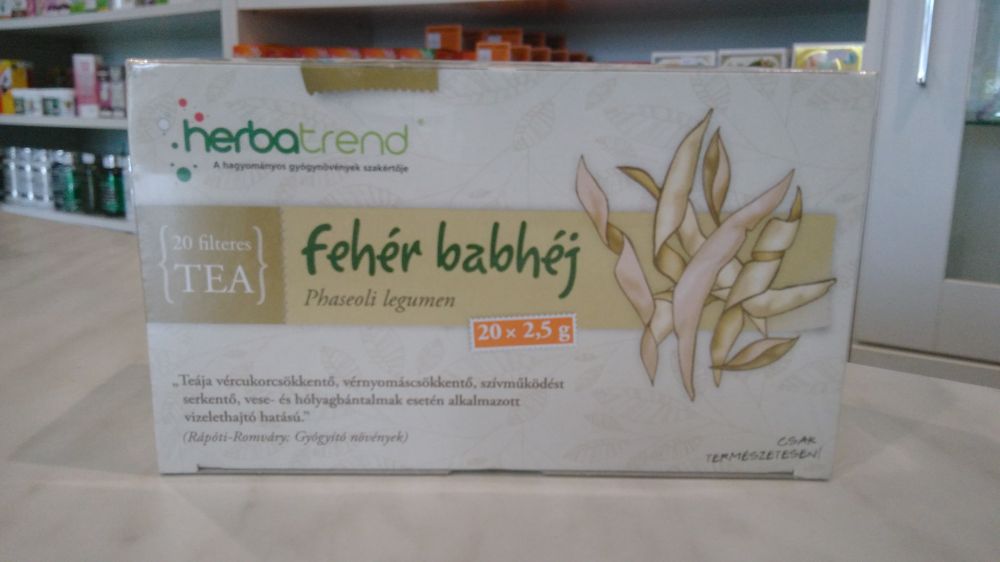 herbatrend
A hagyományos gyógynövények szakértője
20 filteres
{TEA}
fehér babhéj
Phaseoli legumen
20 x 2,5 g
„Teája vércukorcsökkentő, vérnyomáscsökkentő, szívműködést
serkentő, vese- és hólyagbántalmak esetén alkalmazott
vizelethajtó hatású."
(Rápóti-Romváry: Gyógyító növények)
CSAK
TERMÉSZETESEN!